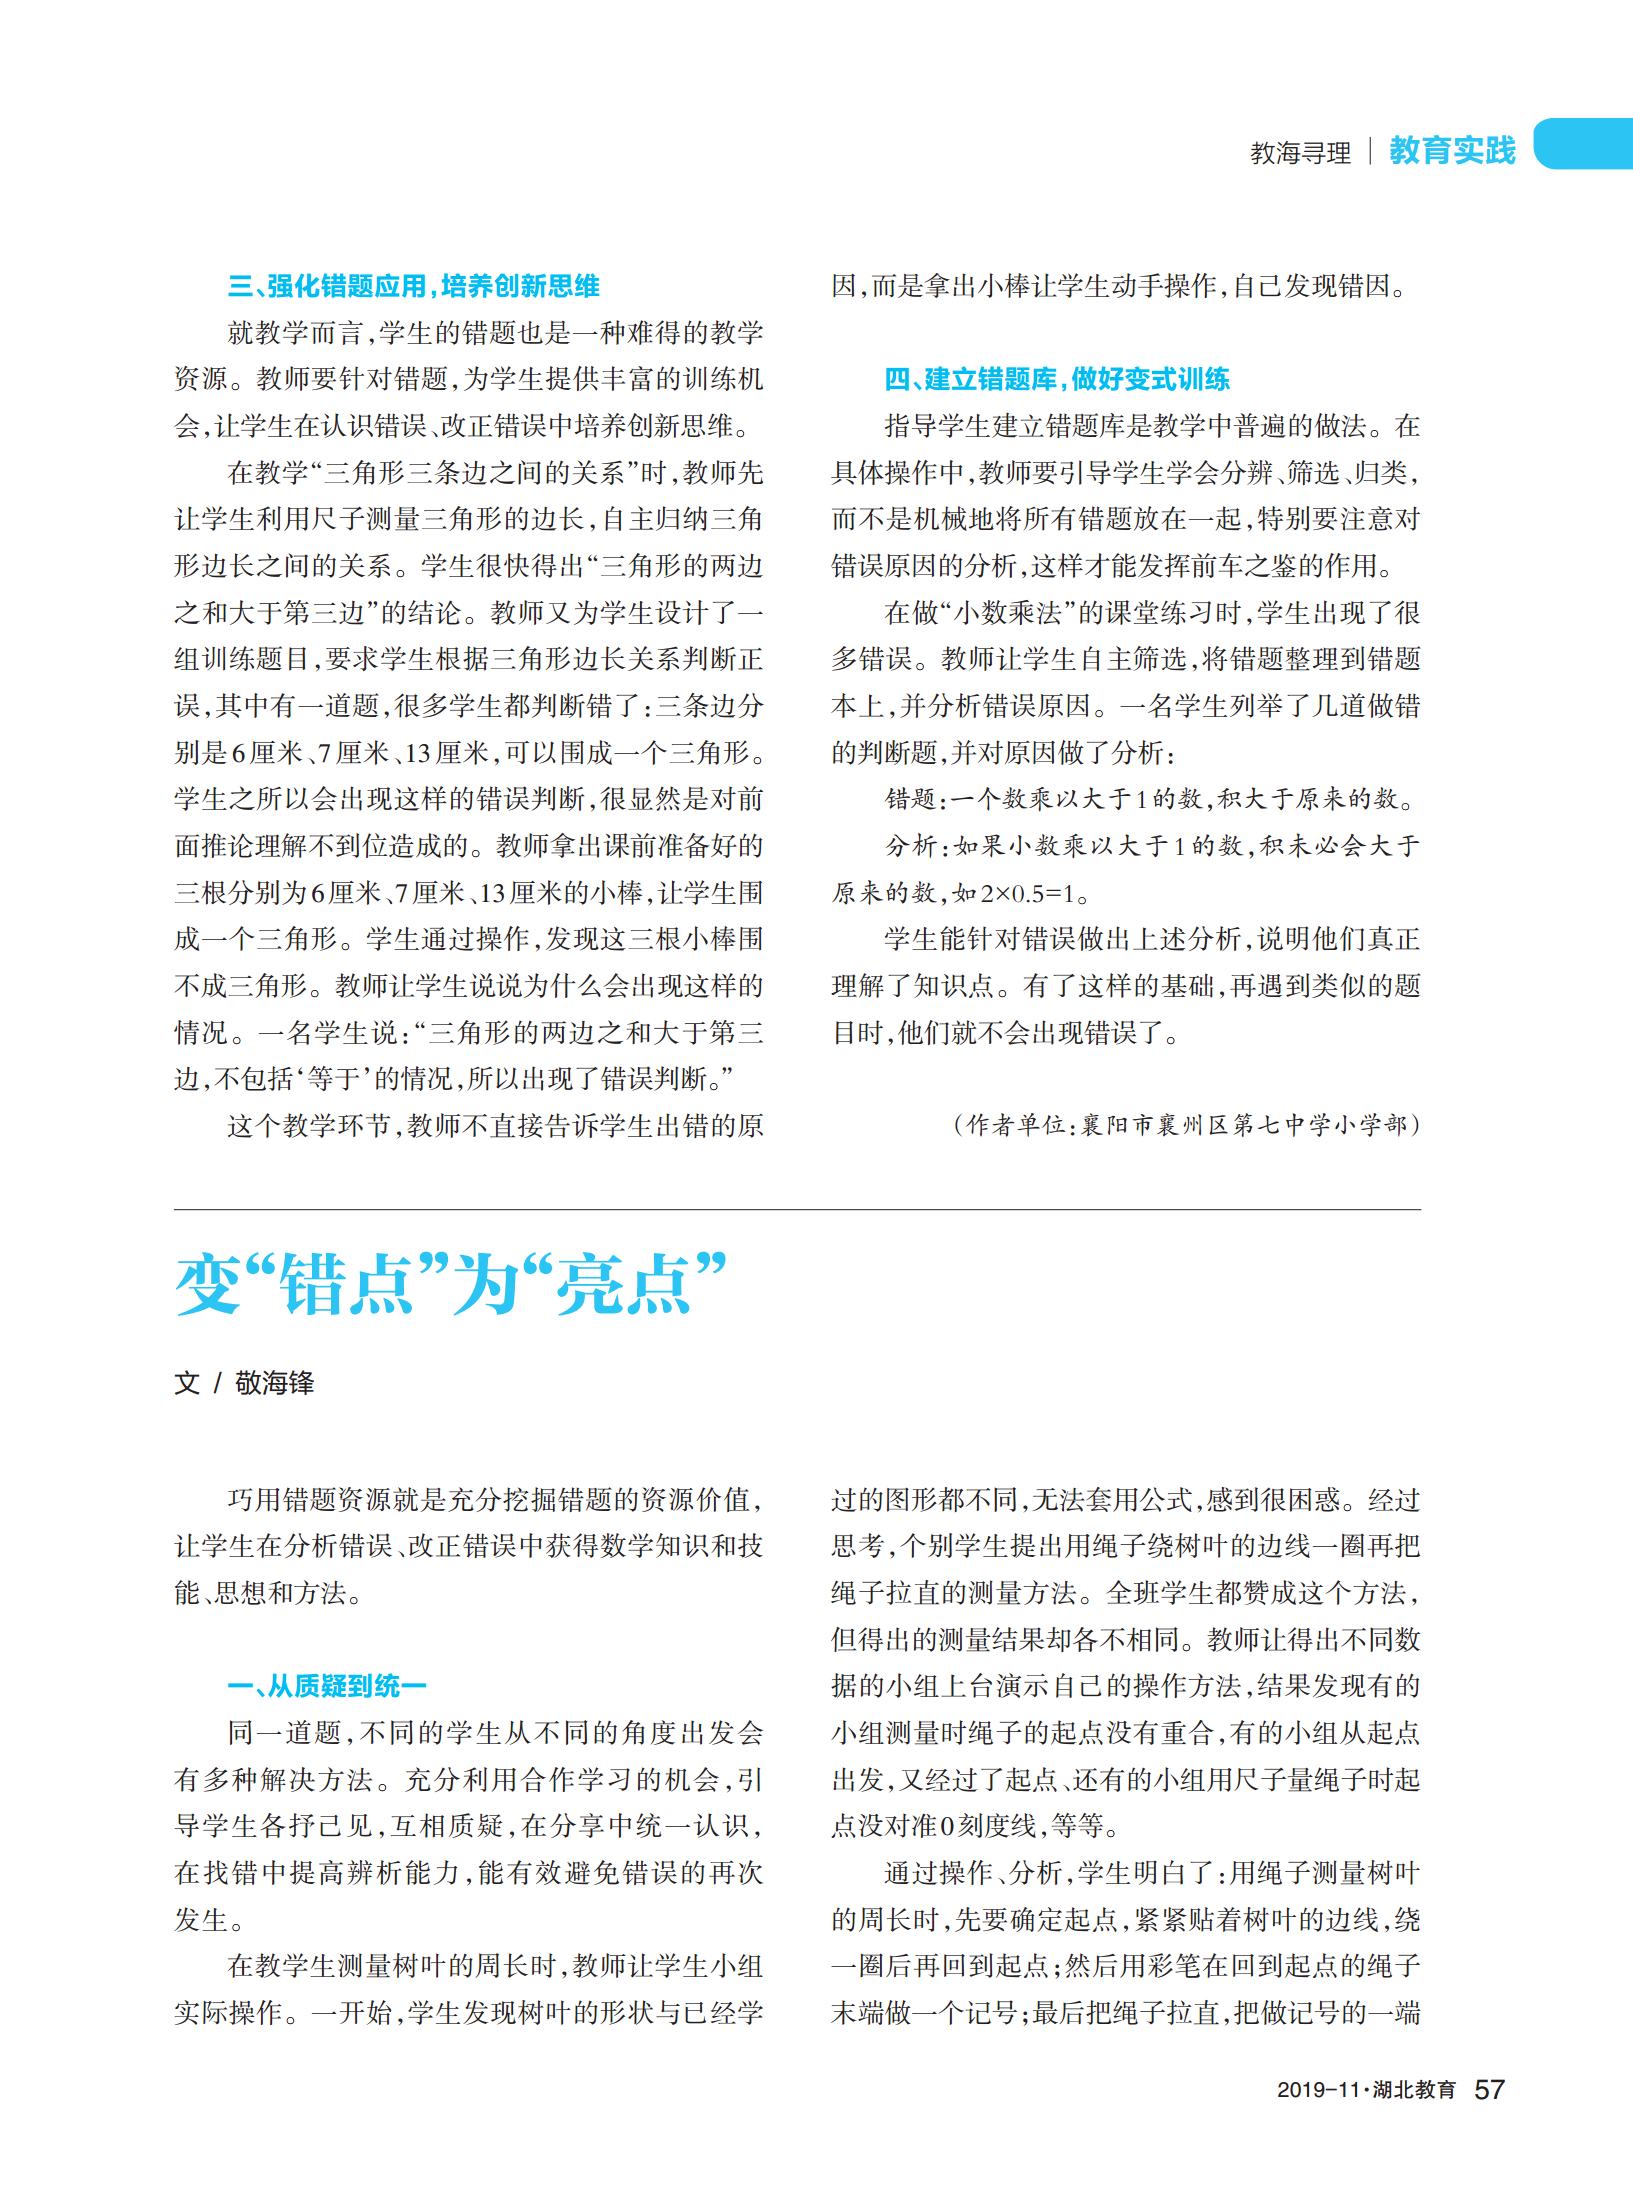 教海寻理 | 教育实践
三、强化错题应用，培养创新思维
就教学而言，学生的错题也是一种难得的教学
资源。教师要针对错题，为学生提供丰富的训练机
会，让学生在认识错误、改正错误中培养创新思维。
在教学“三角形三条边之间的关系”时，教师先
让学生利用尺子测量三角形的边长，自主归纳三角
形边长之间的关系。学生很快得出“三角形的两边
之和大于第三边”的结论。教师又为学生设计了一
组训练题目，要求学生根据三角形边长关系判断正
误，其中有一道题，很多学生都判断错了：三条边分
别是6厘米、7厘米、13厘米，可以围成一个三角形。
学生之所以会出现这样的错误判断，很显然是对前
面推论理解不到位造成的。教师拿出课前准备好的
三根分别为6厘米、7厘米、13厘米的小棒，让学生围
成一个三角形。学生通过操作，发现这三根小棒围
不成三角形。教师让学生说说为什么会出现这样的
情况。一名学生说：“三角形的两边之和大于第三
边，不包括‘等于’的情况，所以出现了错误判断。”
这个教学环节，教师不直接告诉学生出错的原
因，而是拿出小棒让学生动手操作，自己发现错因。
四、建立错题库，做好变式训练
指导学生建立错题库是教学中普遍的做法。在
具体操作中，教师要引导学生学会分辨、筛选、归类，
而不是机械地将所有错题放在一起，特别要注意对
错误原因的分析，这样才能发挥前车之鉴的作用。
在做“小数乘法”的课堂练习时，学生出现了很
多错误。教师让学生自主筛选，将错题整理到错题
本上，并分析错误原因。一名学生列举了几道做错
的判断题，并对原因做了分析：
错题：一个数乘以大于1的数，积大于原来的数。
分析：如果小数乘以大于1的数，积未必会大于
原来的数，如2×0.5=1。
学生能针对错误做出上述分析，说明他们真正
理解了知识点。有了这样的基础，再遇到类似的题
目时，他们就不会出现错误了。
（作者单位：襄阳市襄州区第七中学小学部）
变“错点”为“亮点”
文 / 敬海锋
巧用错题资源就是充分挖掘错题的资源价值，
让学生在分析错误、改正错误中获得数学知识和技
能、思想和方法。
一、从质疑到统一
同一道题，不同的学生从不同的角度出发会
有多种解决方法。充分利用合作学习的机会，引
导学生各抒己见，互相质疑，在分享中统一认识，
在找错中提高辨析能力，能有效避免错误的再次
发生。
在教学生测量树叶的周长时，教师让学生小组
实际操作。一开始，学生发现树叶的形状与已经学
过的图形都不同，无法套用公式，感到很困惑。经过
思考，个别学生提出用绳子绕树叶的边线一圈再把
绳子拉直的测量方法。全班学生都赞成这个方法，
但得出的测量结果却各不相同。教师让得出不同数
据的小组上台演示自己的操作方法，结果发现有的
小组测量时绳子的起点没有重合，有的小组从起点
出发，又经过了起点、还有的小组用尺子量绳子时起
点没对准0刻度线，等等。
通过操作、分析，学生明白了：用绳子测量树叶
的周长时，先要确定起点，紧紧贴着树叶的边线，绕
一圈后再回到起点；然后用彩笔在回到起点的绳子
末端做一个记号；最后把绳子拉直，把做记号的一端
2019-11·湖北教育 57